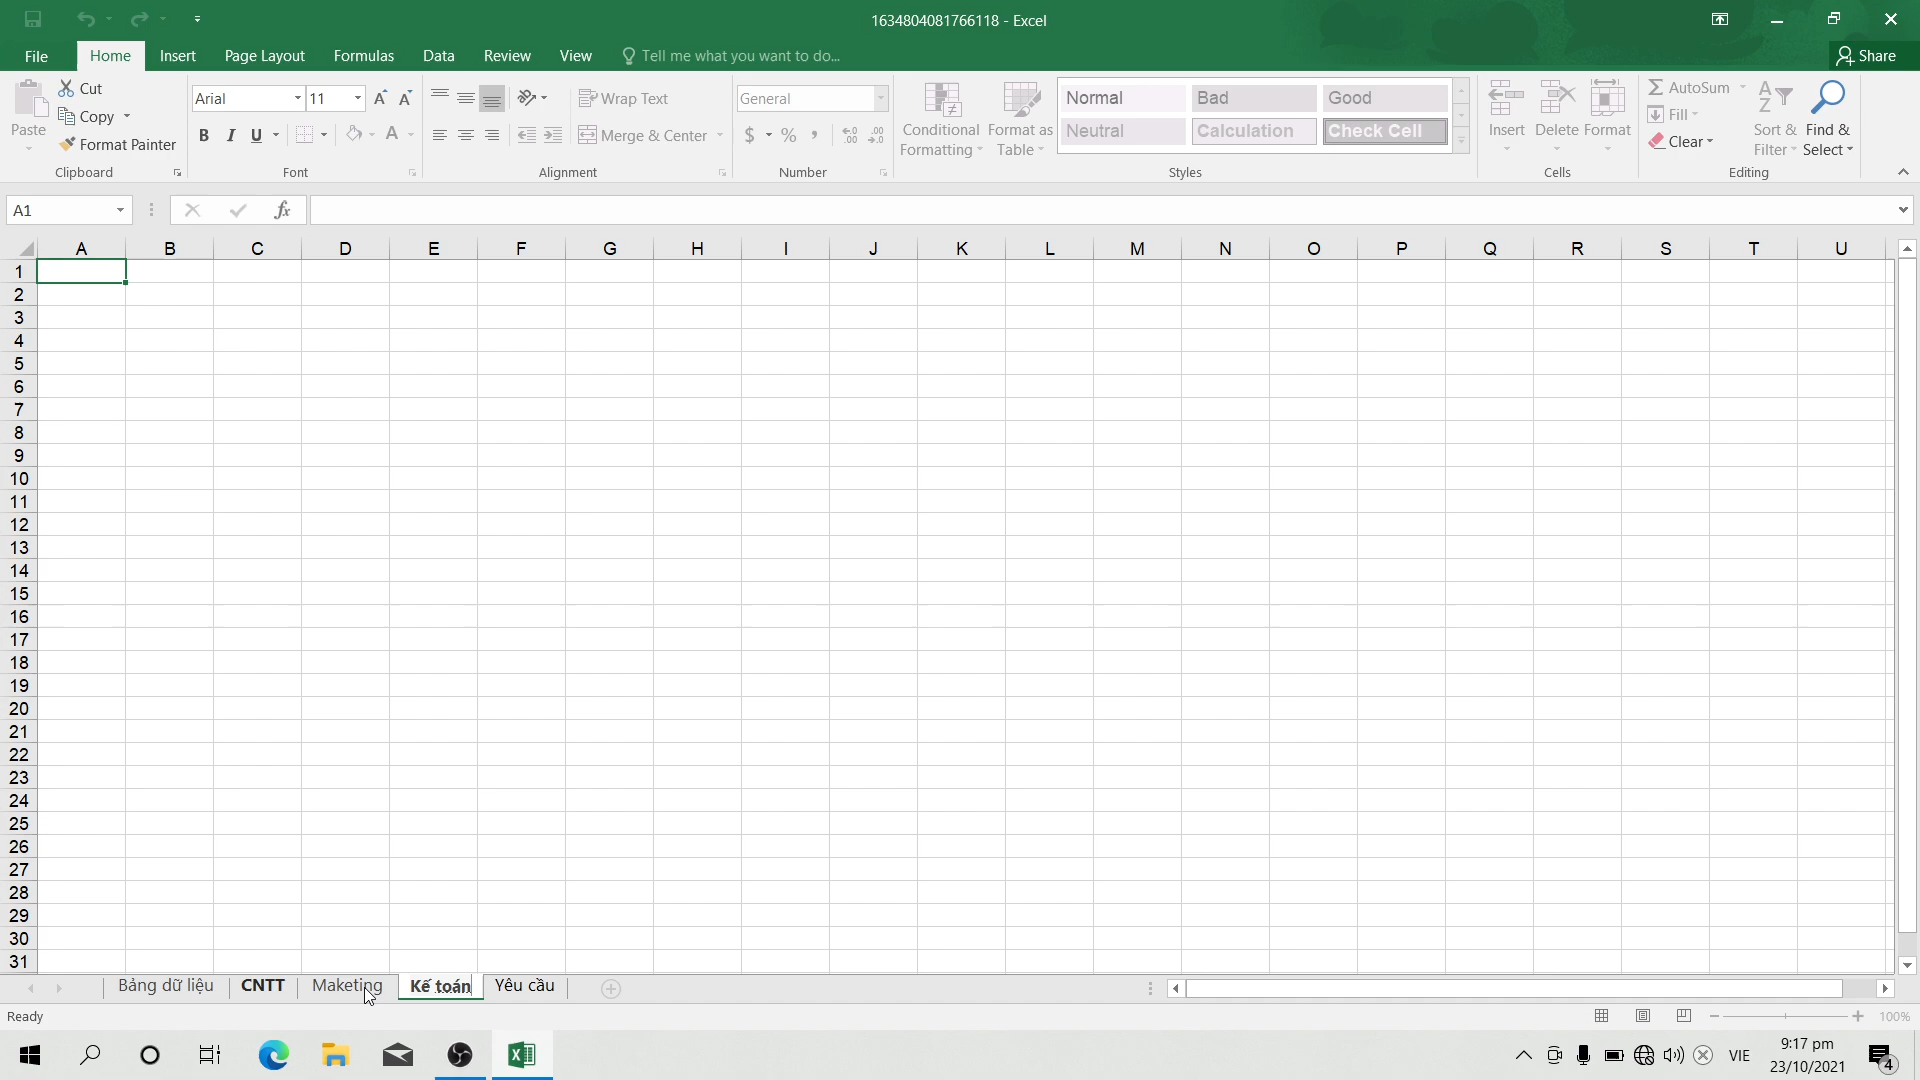 1634804081766118 - Excel
File Home Insert Page Layout Formulas Data Review View Tell me what you want to do... Share
Paste Cut Copy Format Painter Clipboard
Arial 11 B I U A Font
Wrap Text Merge & Center Alignment
General $ % , Number
Conditional Formatting Format as Table
Normal Bad Good
Neutral Calculation Check Cell
Styles
Insert Delete Format Cells
AutoSum Fill Clear Sort & Filter Find & Select Editing
A1 fx
A B C D E F G H I J K L M N O P Q R S T U
1
2
3
4
5
6
7
8
9
10
11
12
13
14
15
16
17
18
19
20
21
22
23
24
25
26
27
28
29
30
31
Bảng dữ liệu CNTT Maketing Kế toán Yêu cầu
Ready 100%
VIE 9:17 pm
23/10/2021 4